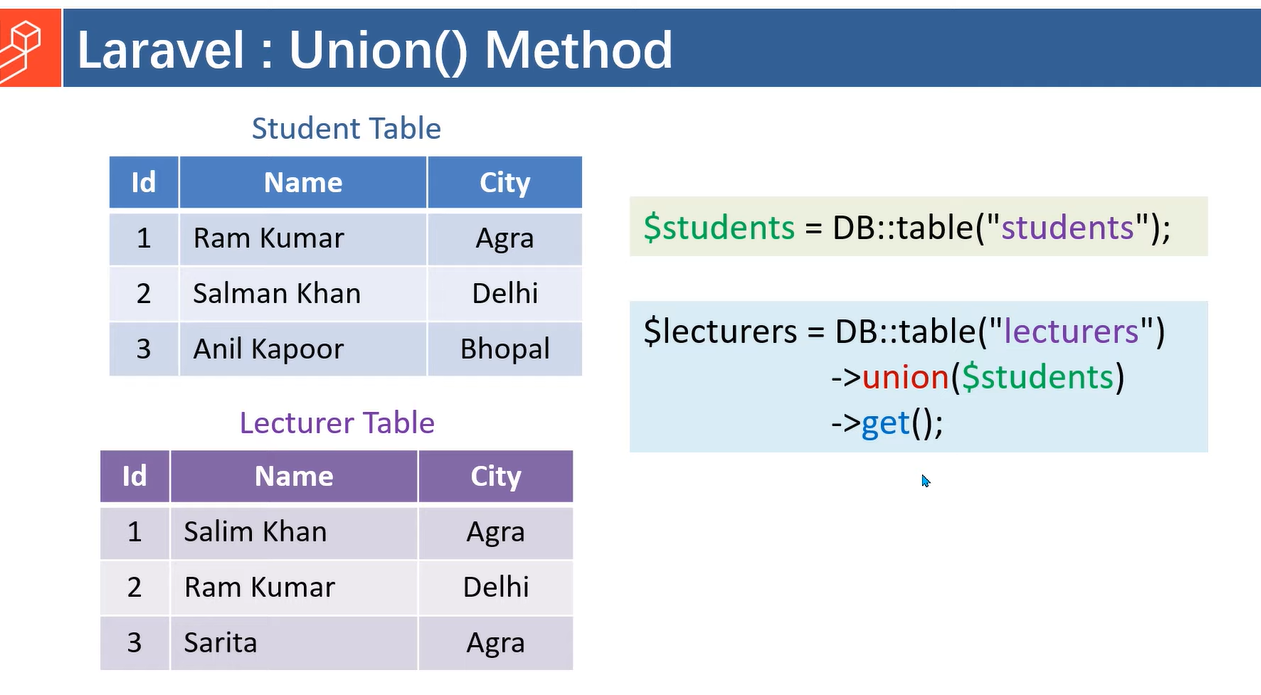 Laravel : Union() Method
Student Table
Id Name City
1 Ram Kumar Agra
2 Salman Khan Delhi
3 Anil Kapoor Bhopal
Lecturer Table
Id Name City
1 Salim Khan Agra
2 Ram Kumar Delhi
3 Sarita Agra
$students = DB::table("students");
$lecturers = DB::table("lecturers")
->union($students)
->get();